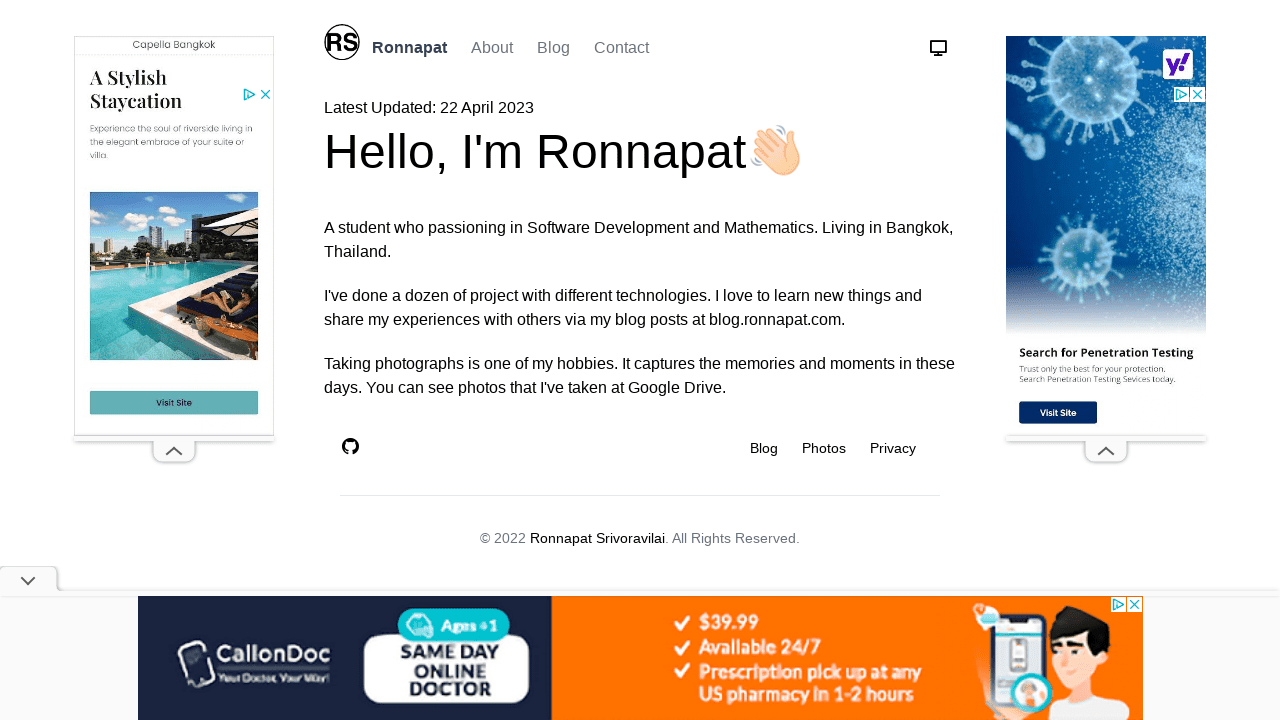 Capella Bangkok
A Stylish
Staycation
Experience the soul of riverside living in
the elegant embrace of your suite or
villa.
Visit Site
RS
Ronnapat
About
Blog
Contact
Latest Updated: 22 April 2023
Hello, I'm Ronnapat👋🏻
A student who passioning in Software Development and Mathematics. Living in Bangkok,
Thailand.
I've done a dozen of project with different technologies. I love to learn new things and
share my experiences with others via my blog posts at blog.ronnapat.com.
Taking photographs is one of my hobbies. It captures the memories and moments in these
days. You can see photos that I've taken at Google Drive.
Blog
Photos
Privacy
© 2022 Ronnapat Srivoravilai. All Rights Reserved.
y!
Search for Penetration Testing
Trust only the best for your protection.
Search Penetration Testing Sevices today.
Visit Site
CallonDoc
Your Doctor, Your Way!
Ages 4+
SAME DAY
ONLINE
DOCTOR
$39.99
Available 24/7
Prescription pick up at any
US pharmacy in 1-2 hours